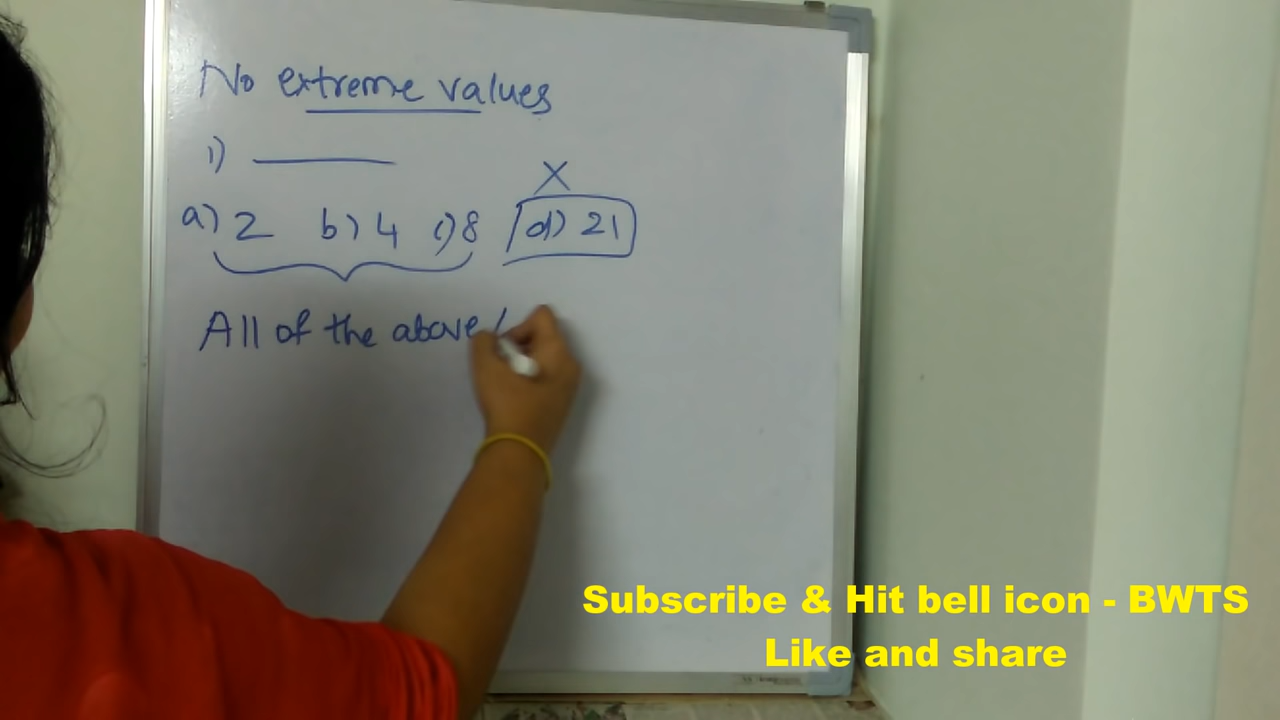 No extreme values
1)
X
a) 2 b) 4 c) 8 d) 21
All of the above /
Subscribe & Hit bell icon - BWTS
Like and share